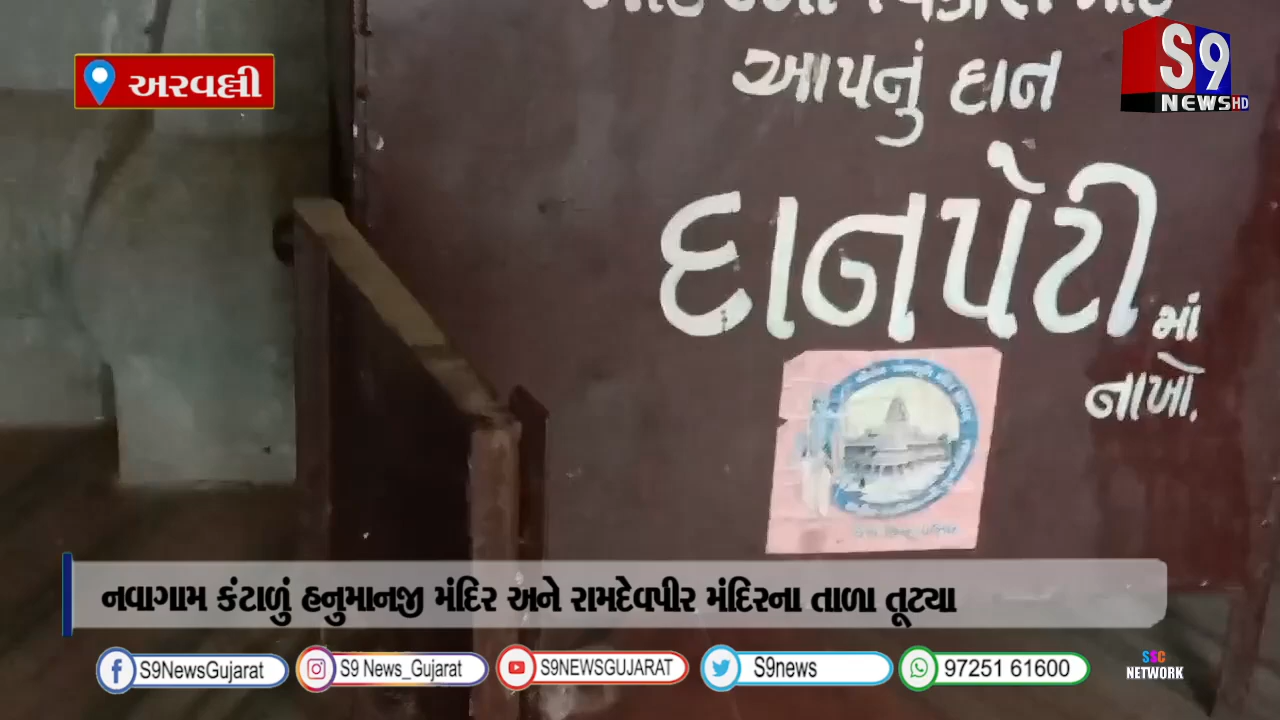 આપનું દાન
દાનપેટી માં
નાખો.
અરવલ્લી
S9
NEWS HD
નવાગામ કંટાળું હનુમાનજી મંદિર અને રામદેવપીર મંદિરના તાળા તૂટ્યા
S9NewsGujarat
S9 News_Gujarat
S9NEWSGUJARAT
S9news
97251 61600
SSC
NETWORK